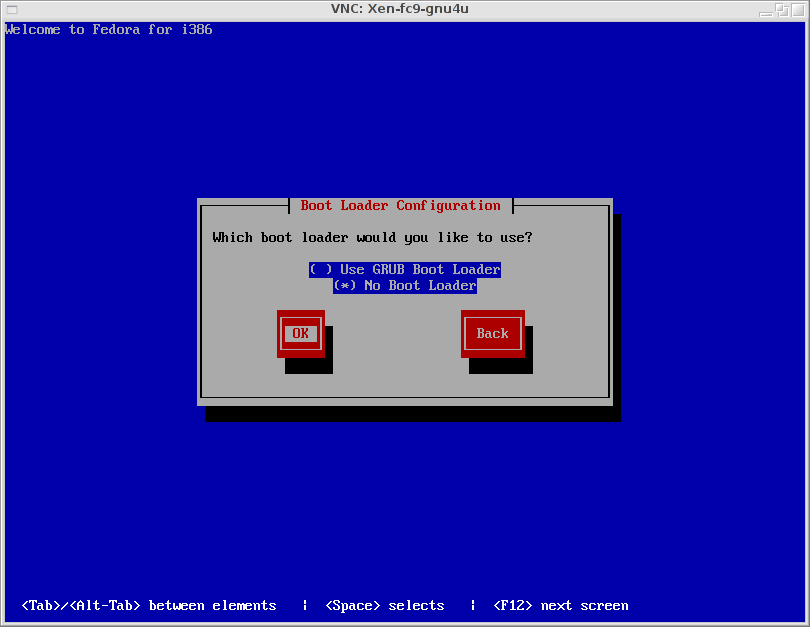 VNC: Xen-fc9-gnu4u
Welcome to Fedora for i386
Boot Loader Configuration
Which boot loader would you like to use?
( ) Use GRUB Boot Loader
(*) No Boot Loader
OK Back
<Tab>/<Alt-Tab> between elements | <Space> selects | <F12> next screen